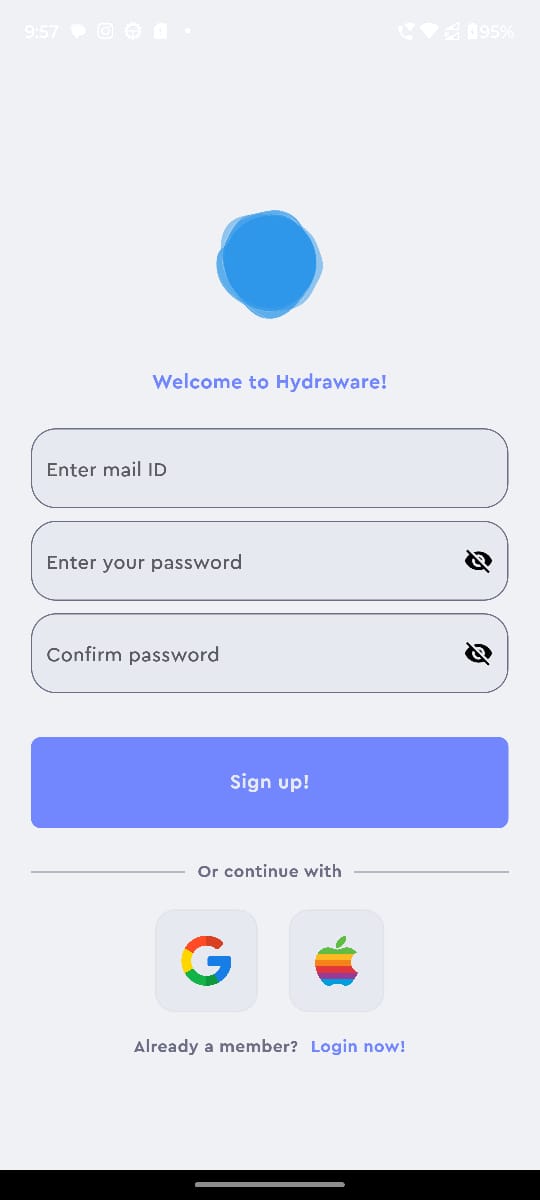 9:57
95%
Welcome to Hydraware!
Enter mail ID
Enter your password
Confirm password
Sign up!
Or continue with
Already a member? Login now!